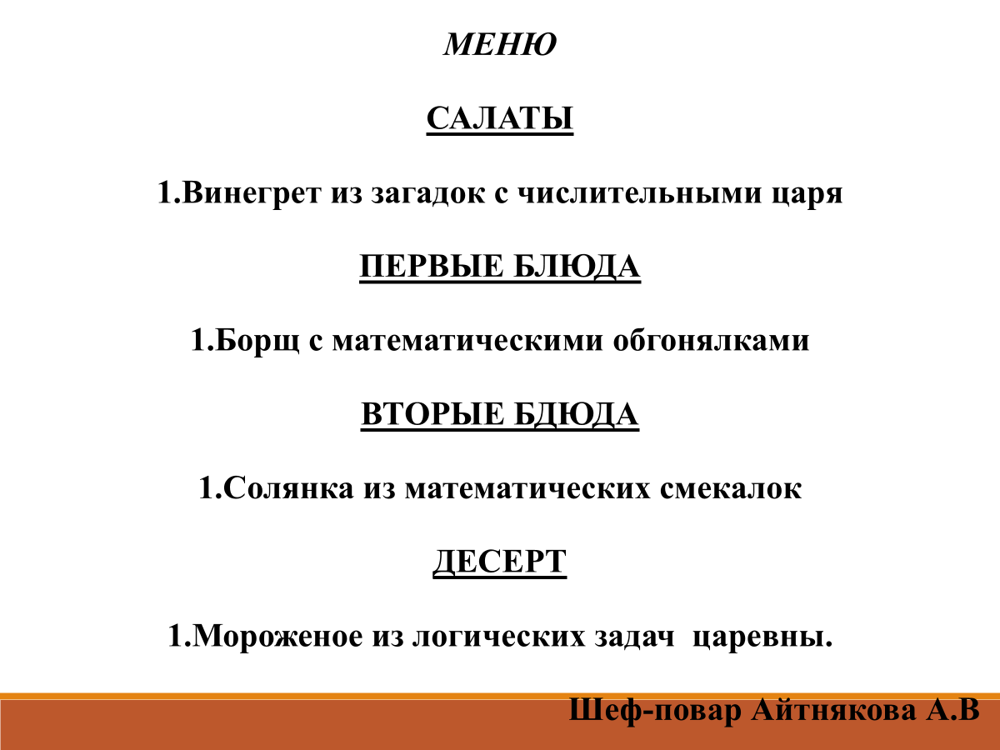 МЕНЮ
САЛАТЫ
1.Винегрет из загадок с числительными царя
ПЕРВЫЕ БЛЮДА
1.Борщ с математическими обгонялками
ВТОРЫЕ БДЮДА
1.Солянка из математических смекалок
ДЕСЕРТ
1.Мороженое из логических задач  царевны.
Шеф-повар Айтнякова А.В